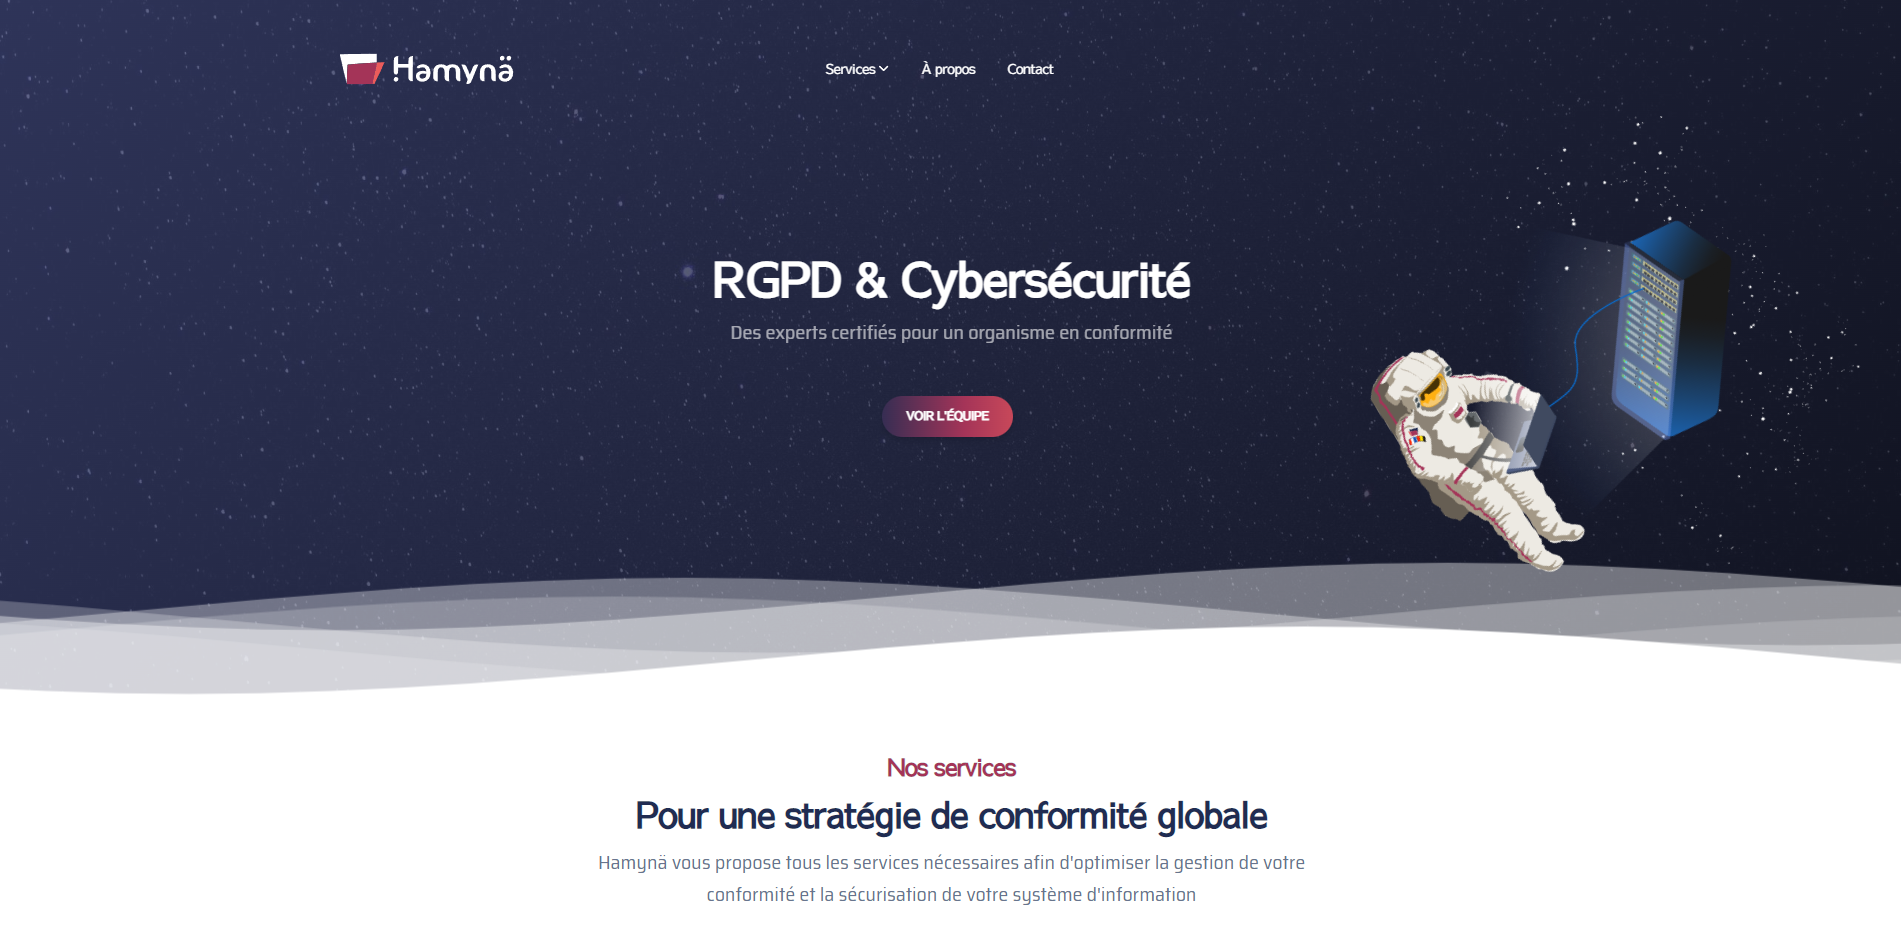 Hamynä
Services
À propos
Contact
RGPD & Cybersécurité
Des experts certifiés pour un organisme en conformité
VOIR L'ÉQUIPE
Nos services
Pour une stratégie de conformité globale
Hamynä vous propose tous les services nécessaires afin d'optimiser la gestion de votre
conformité et la sécurisation de votre système d'information